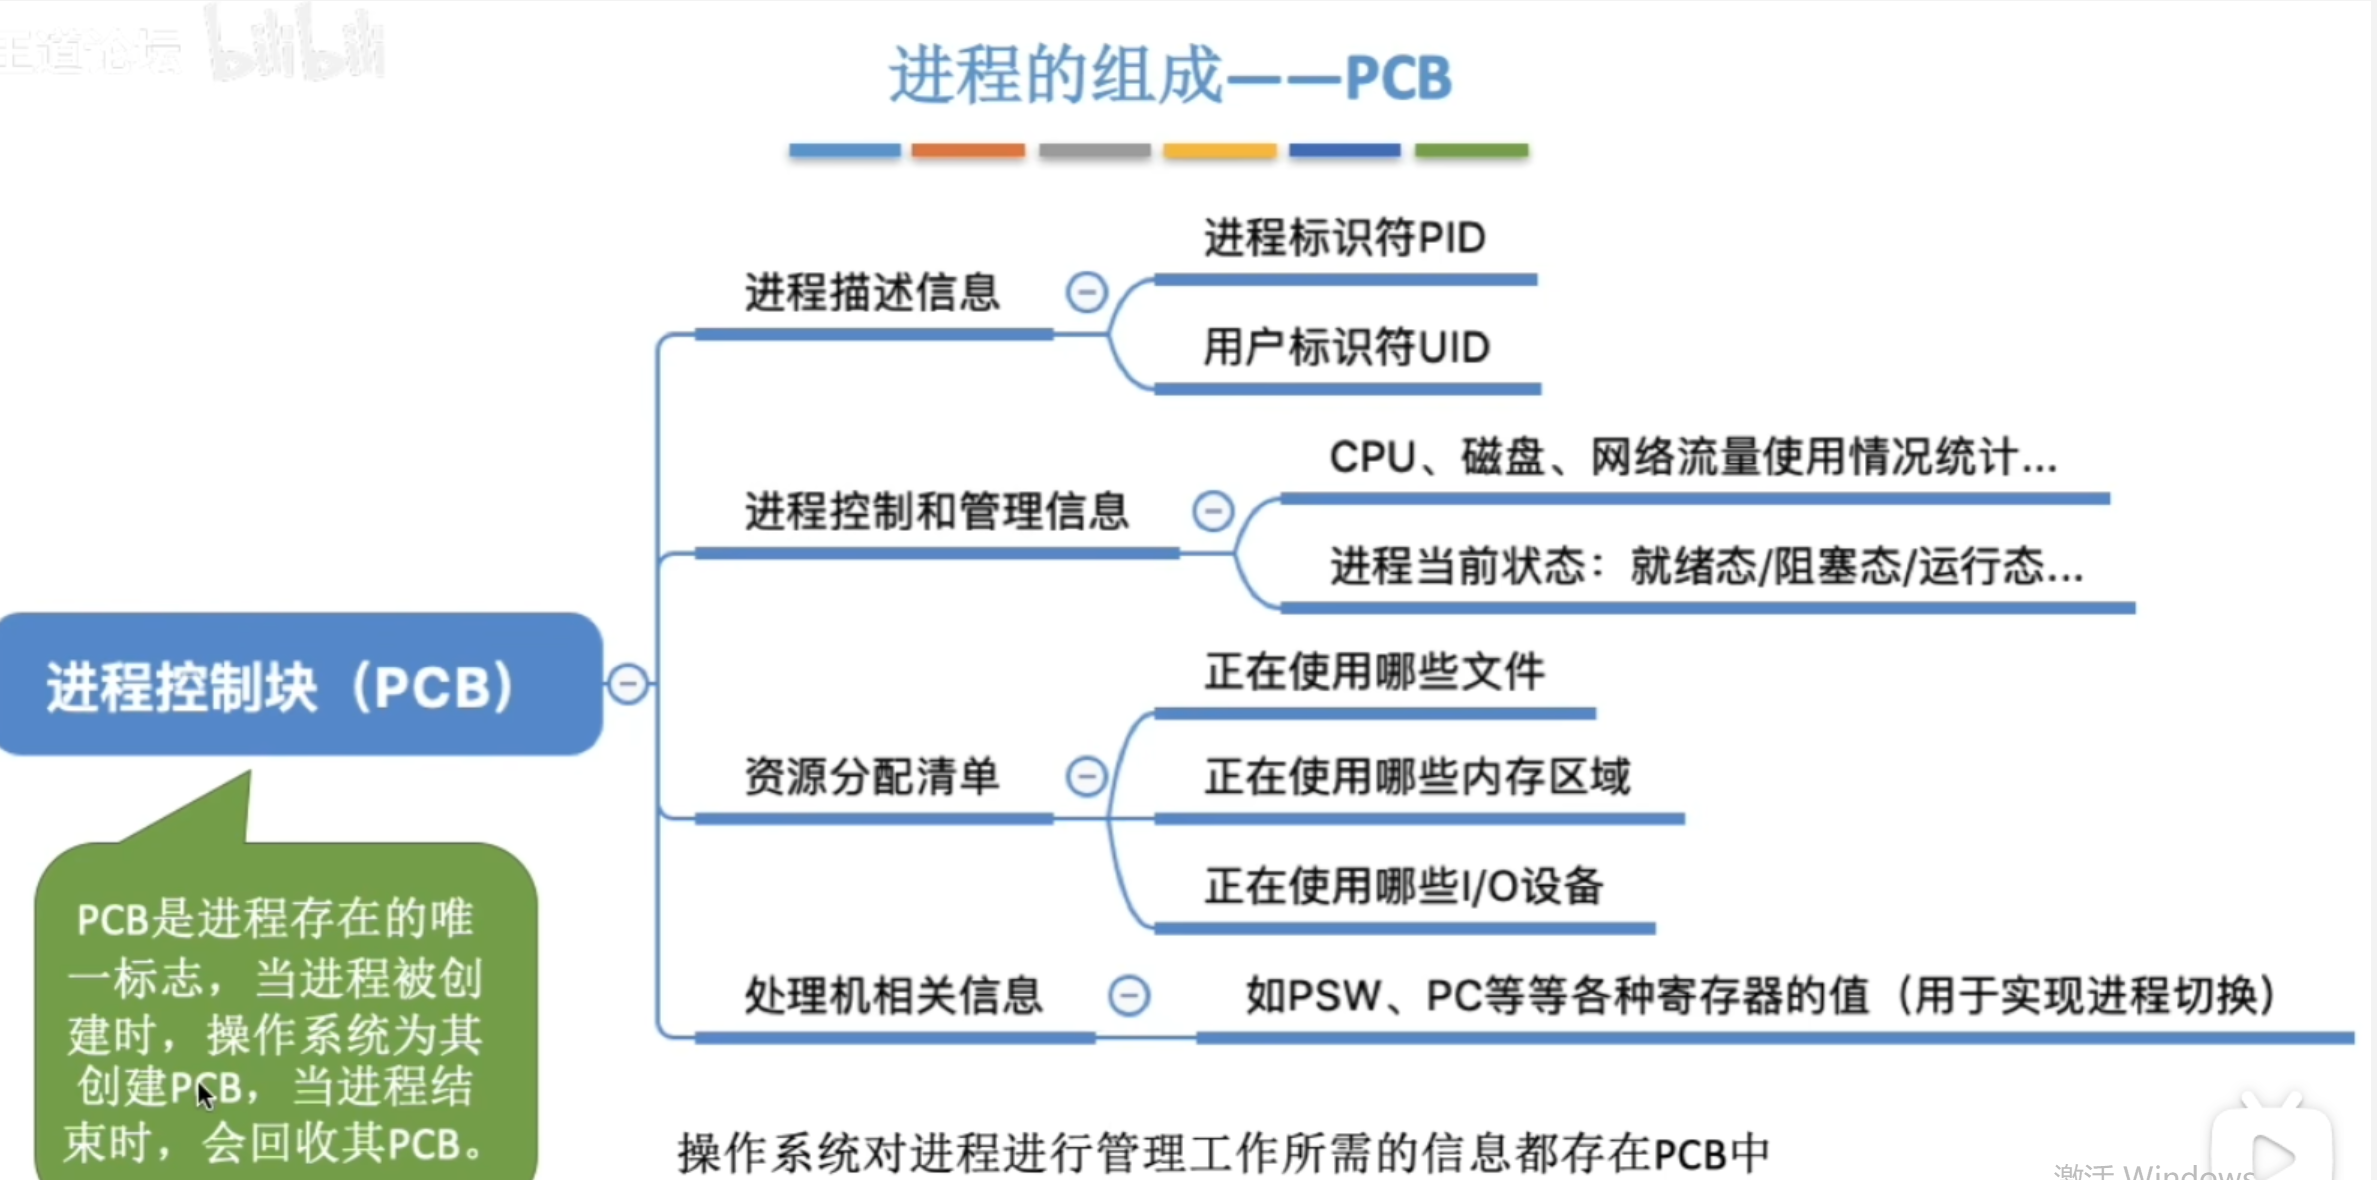 王道论坛 bilibili
进程的组成——PCB
进程标识符PID
进程描述信息
用户标识符UID
CPU、磁盘、网络流量使用情况统计...
进程控制和管理信息
进程当前状态：就绪态/阻塞态/运行态...
进程控制块（PCB）
正在使用哪些文件
资源分配清单
正在使用哪些内存区域
正在使用哪些I/O设备
处理机相关信息
如PSW、PC等等各种寄存器的值（用于实现进程切换）
PCB是进程存在的唯
一标志，当进程被创
建时，操作系统为其
创建PCB，当进程结
束时，会回收其PCB。
操作系统对进程进行管理工作所需的信息都存在PCB中
激活 Windows